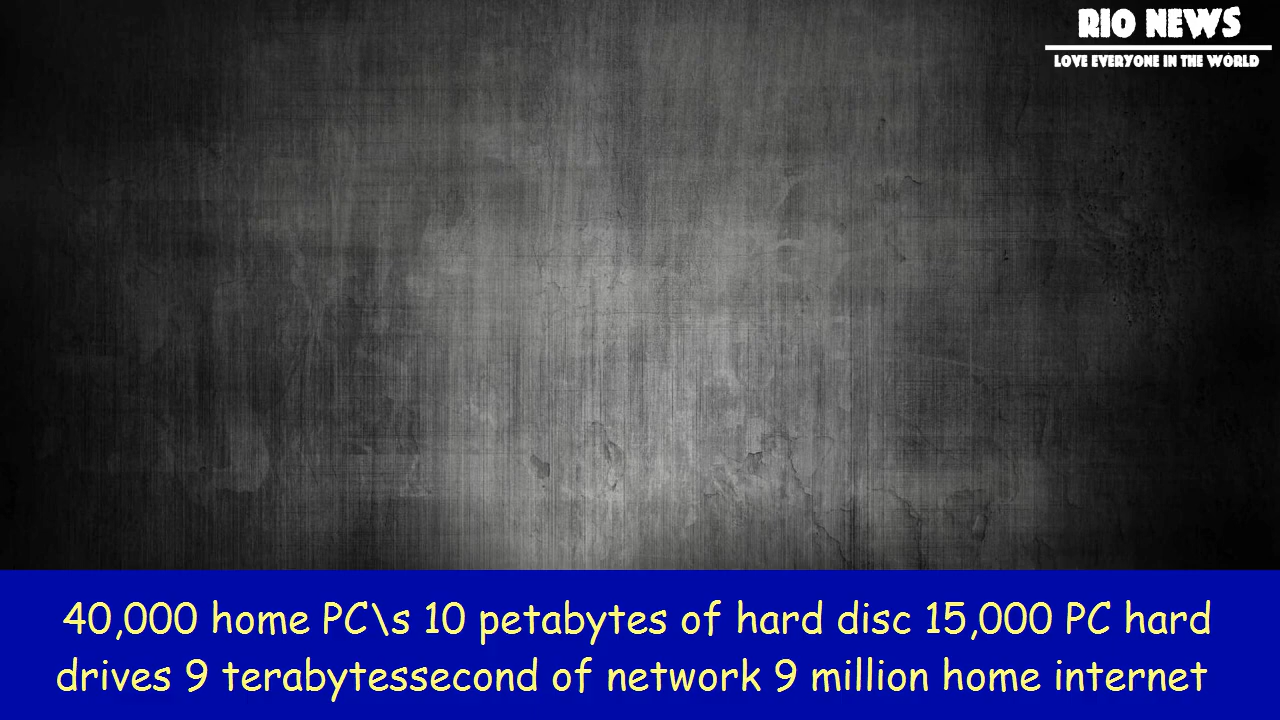 RIO NEWS
LOVE EVERYONE IN THE WORLD
40,000 home PC\s 10 petabytes of hard disc 15,000 PC hard
drives 9 terabytessecond of network 9 million home internet